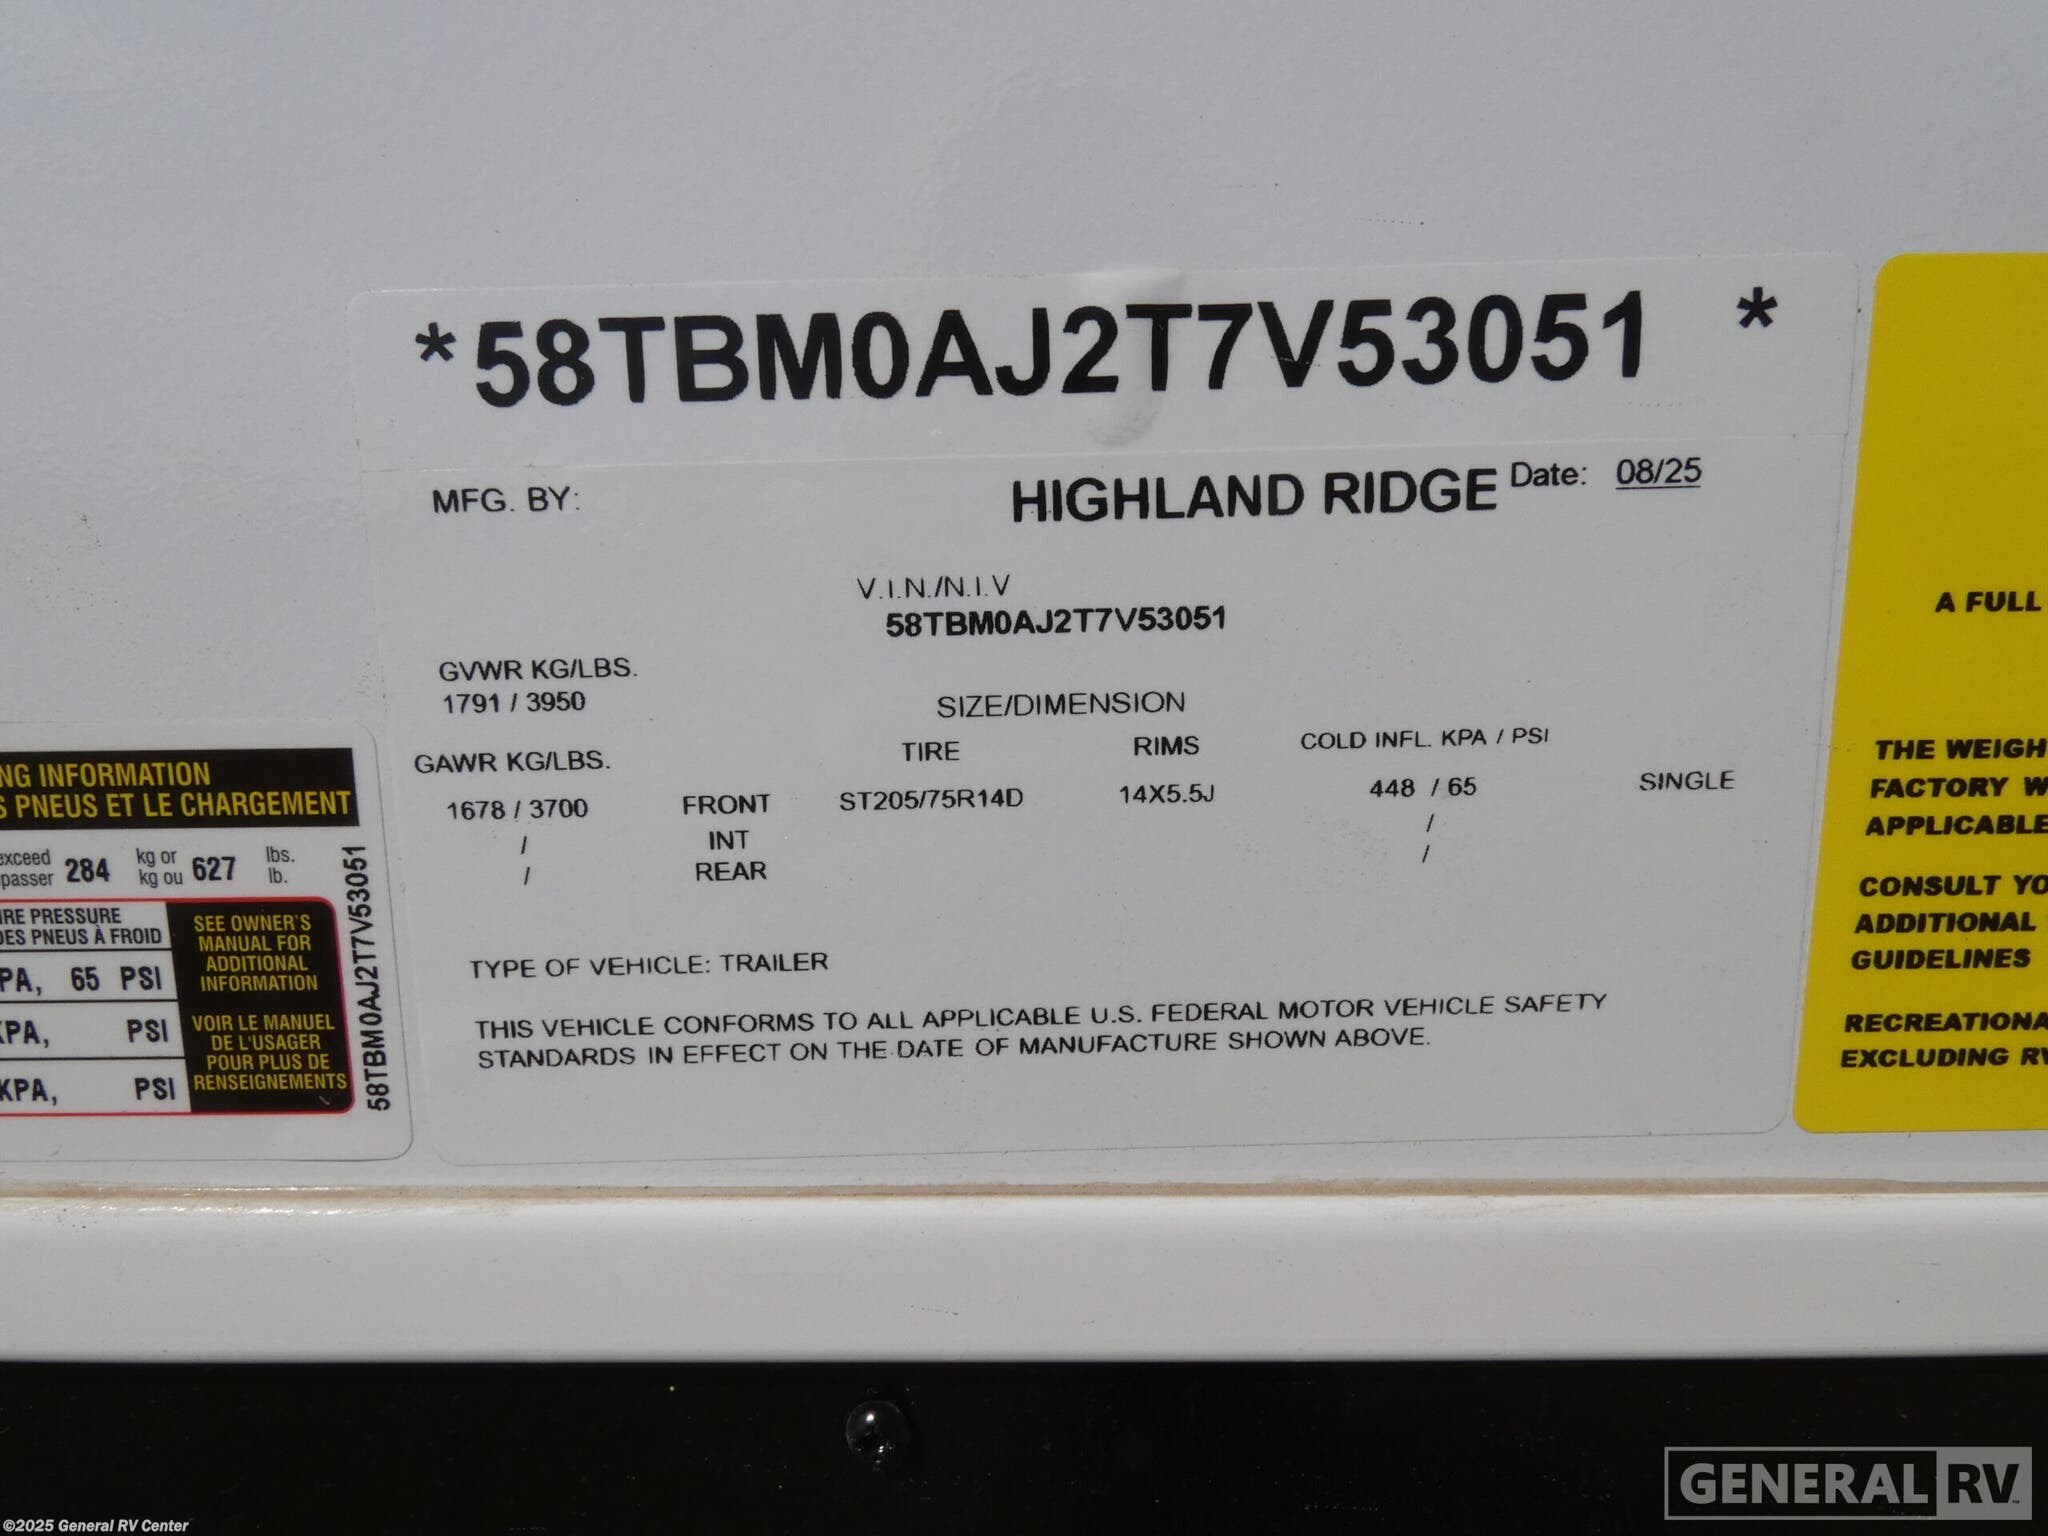 *58TBM0AJ2T7V53051 *
MFG. BY: HIGHLAND RIDGE Date: 08/25
V.I.N./N.I.V
58TBM0AJ2T7V53051
GVWR KG/LBS.
1791 / 3950
SIZE/DIMENSION
GAWR KG/LBS. TIRE RIMS COLD INFL. KPA / PSI
1678 / 3700 FRONT ST205/75R14D 14X5.5J 448 / 65 SINGLE
/ INT /
/ REAR /
TYPE OF VEHICLE: TRAILER
THIS VEHICLE CONFORMS TO ALL APPLICABLE U.S. FEDERAL MOTOR VEHICLE SAFETY
STANDARDS IN EFFECT ON THE DATE OF MANUFACTURE SHOWN ABOVE.
NG INFORMATION
S PNEUS ET LE CHARGEMENT
exceed 284 kg or 627 lbs.
passer kg ou lb.
IRE PRESSURE
DES PNEUS À FROID
PA, 65 PSI
KPA, PSI
KPA, PSI
SEE OWNER'S
MANUAL FOR
ADDITIONAL
INFORMATION
VOIR LE MANUEL
DE L'USAGER
POUR PLUS DE
RENSEIGNEMENTS
58TBM0AJ2T7V53051
A FULL
THE WEIGH
FACTORY W
APPLICABLE
CONSULT YO
ADDITIONAL
GUIDELINES
RECREATIONA
EXCLUDING RV
GENERAL RV
©2025 General RV Center